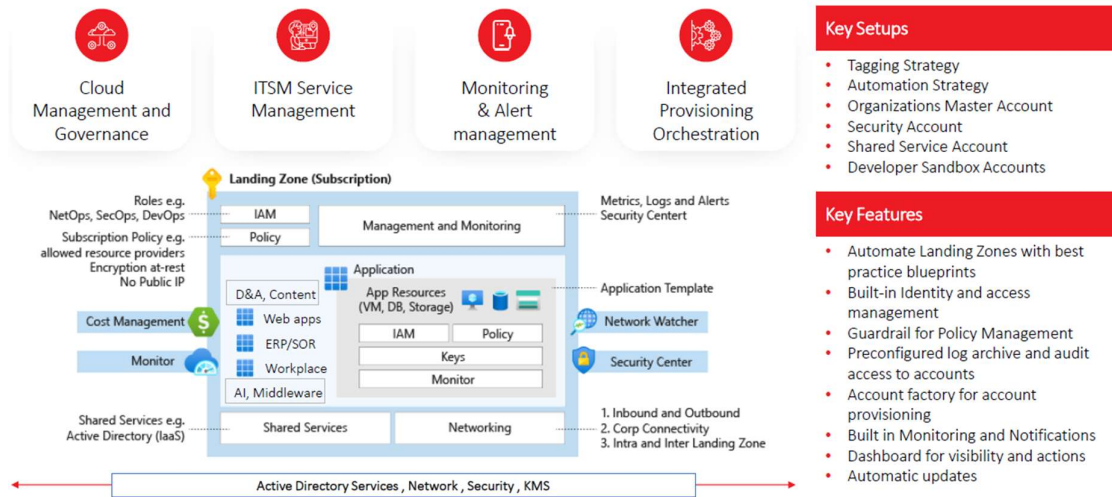 Cloud
Management and
Governance
ITSM Service
Management
Monitoring
& Alert
management
Integrated
Provisioning
Orchestration
Landing Zone (Subscription)
Roles e.g.
NetOps, SecOps, DevOps
Subscription Policy e.g.
allowed resource providers
Encryption at-rest
No Public IP
IAM
Policy
Management and Monitoring
Metrics, Logs and Alerts
Security Centert
Application
D&A, Content
Web apps
ERP/SOR
Workplace
AI, Middleware
App Resources
(VM, DB, Storage)
IAM
Policy
Keys
Monitor
Application Template
Cost Management
Monitor
Network Watcher
Security Center
Shared Services e.g.
Active Directory (IaaS)
Shared Services
Networking
1. Inbound and Outbound
2. Corp Connectivity
3. Intra and Inter Landing Zone
Active Directory Services , Network , Security , KMS
Key Setups
• Tagging Strategy
• Automation Strategy
• Organizations Master Account
• Security Account
• Shared Service Account
• Developer Sandbox Accounts
Key Features
• Automate Landing Zones with best
practice blueprints
• Built-in Identity and access
management
• Guardrail for Policy Management
• Preconfigured log archive and audit
access to accounts
• Account factory for account
provisioning
• Built in Monitoring and Notifications
• Dashboard for visibility and actions
• Automatic updates